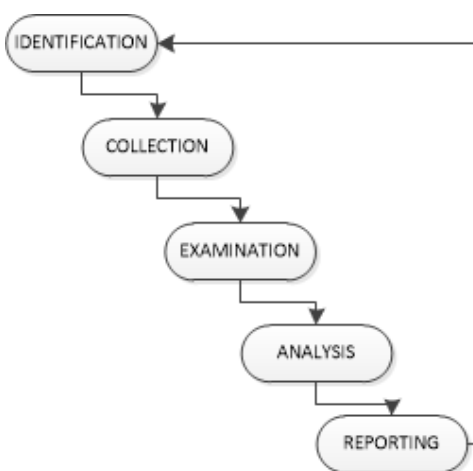 IDENTIFICATION
COLLECTION
EXAMINATION
ANALYSIS
REPORTING